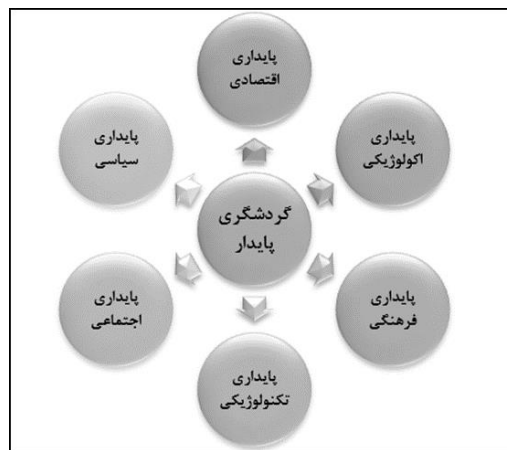 پایداری
اقتصادی
پایداری
اکولوژیکی
پایداری
سیاسی
گردشگری
پایدار
پایداری
فرهنگی
پایداری
اجتماعی
پایداری
تکنولوژیکی